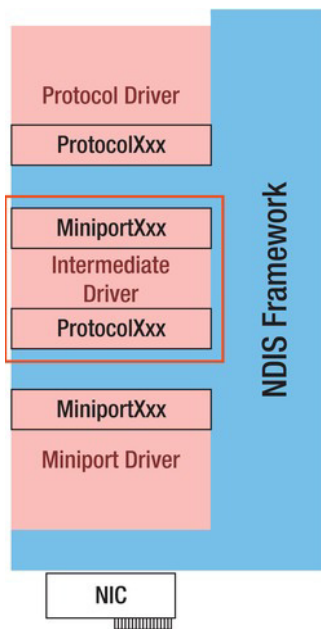 Protocol Driver
ProtocolXxx
MiniportXxx
Intermediate
Driver
ProtocolXxx
MiniportXxx
Miniport Driver
NDIS Framework
NIC